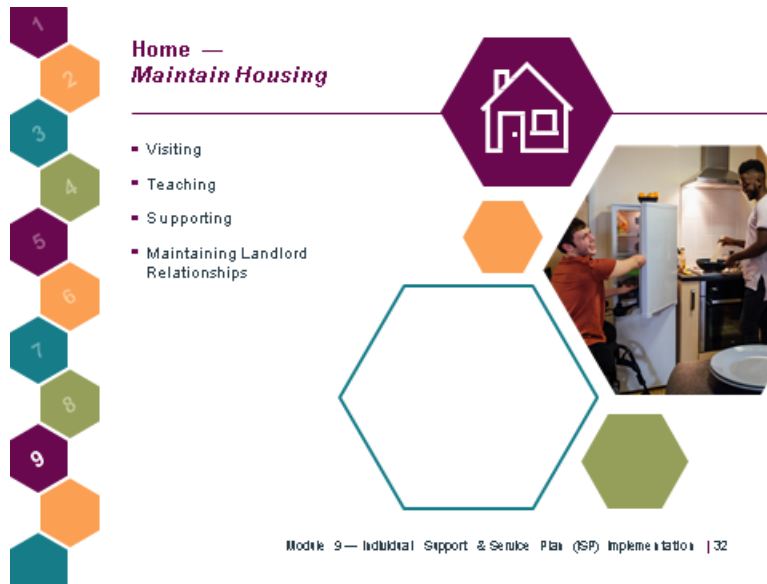 1
2
3
4
5
6
7
8
9
Home —
Maintain Housing
Visiting
Teaching
Supporting
Maintaining Landlord
Relationships
Module 9 — Individual Support & Service Plan (ISP) Implementation | 32